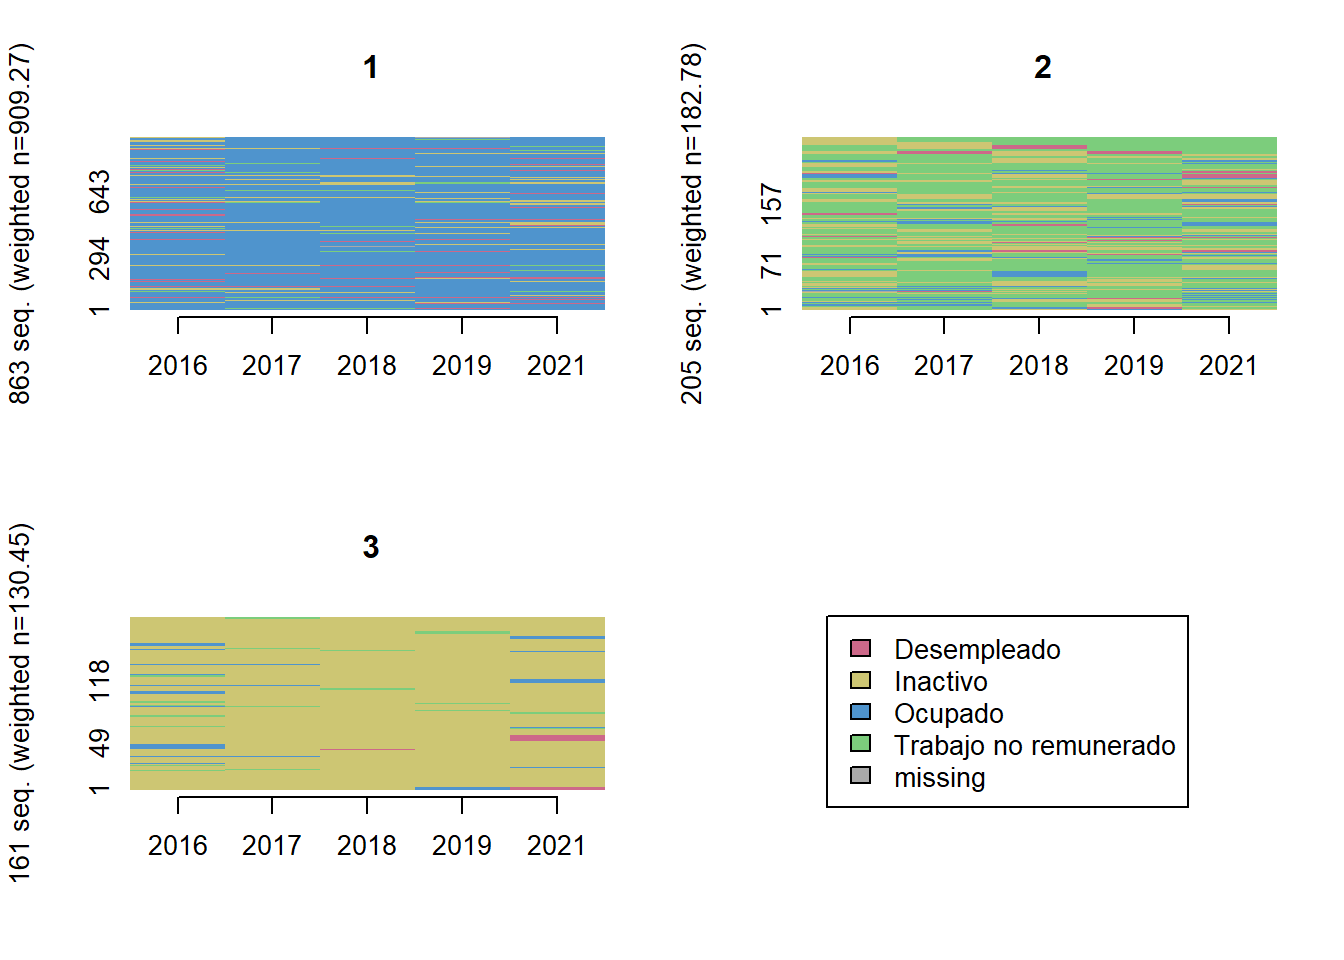 1
863 seq. (weighted n=909.27)
643
294
1
2016 2017 2018 2019 2021
2
205 seq. (weighted n=182.78)
157
71
1
2016 2017 2018 2019 2021
3
161 seq. (weighted n=130.45)
118
49
1
2016 2017 2018 2019 2021
Desempleado
Inactivo
Ocupado
Trabajo no remunerado
missing